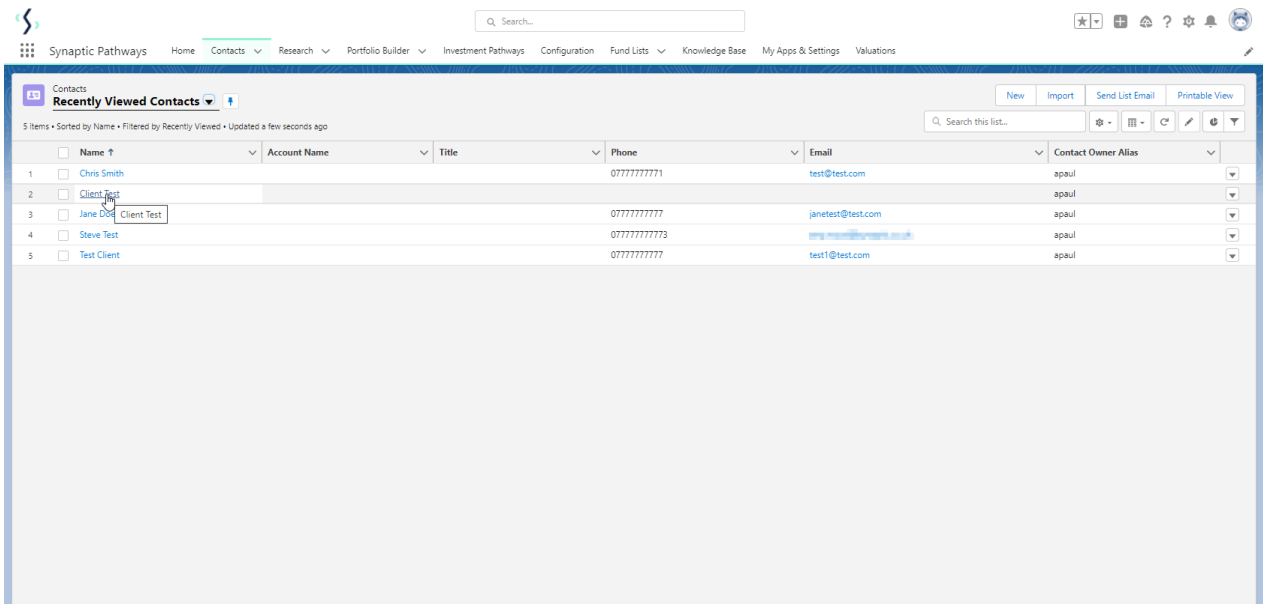 Search...
Synaptic Pathways Home Contacts Research Portfolio Builder Investment Pathways Configuration Fund Lists Knowledge Base My Apps & Settings Valuations
Contacts
Recently Viewed Contacts
New Import Send List Email Printable View
5 items • Sorted by Name • Filtered by Recently Viewed • Updated a few seconds ago
Search this list...
Name ↑ Account Name Title Phone Email Contact Owner Alias
1 Chris Smith 07777777771 test@test.com apaul
2 Client Test apaul
3 Jane Doe 07777777777 janetest@test.com apaul
Client Test
4 Steve Test 07777777773 apaul
5 Test Client 07777777777 test1@test.com apaul